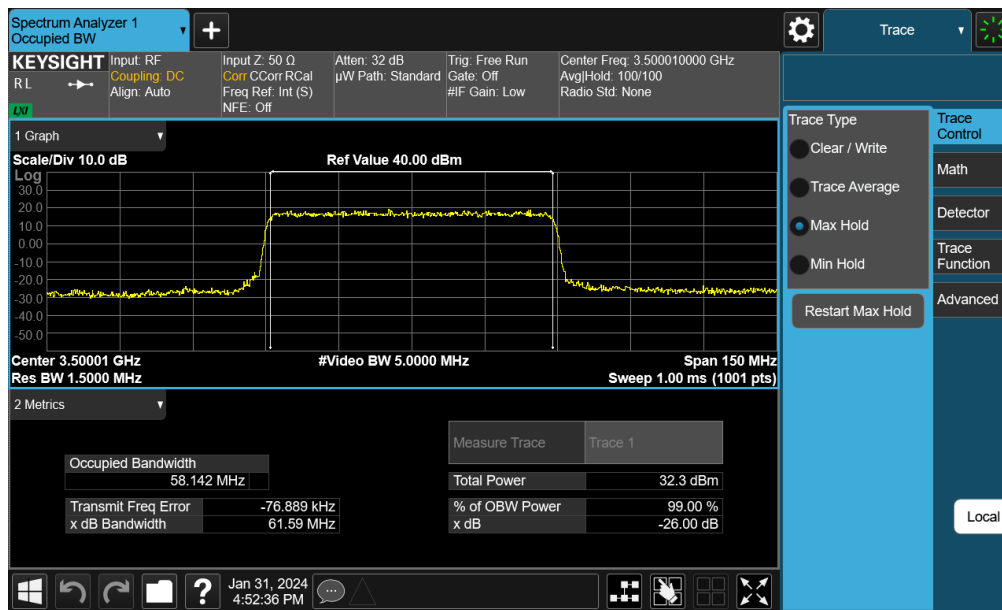 Spectrum Analyzer 1
Occupied BW
Trace
KEYSIGHT
R L
LXI
Input: RF
Coupling: DC
Align: Auto
Input Z: 50 Ω
Corr CCorr RCal
Freq Ref: Int (S)
NFE: Off
Atten: 32 dB
µW Path: Standard
Trig: Free Run
Gate: Off
#IF Gain: Low
Center Freq: 3.500010000 GHz
Avg|Hold: 100/100
Radio Std: None
1 Graph
Scale/Div 10.0 dB
Ref Value 40.00 dBm
Log
30.0
20.0
10.0
0.00
-10.0
-20.0
-30.0
-40.0
-50.0
Center 3.50001 GHz
#Video BW 5.0000 MHz
Span 150 MHz
Res BW 1.5000 MHz
Sweep 1.00 ms (1001 pts)
2 Metrics
Measure Trace
Trace 1
Occupied Bandwidth
58.142 MHz
Total Power
32.3 dBm
Transmit Freq Error
-76.889 kHz
% of OBW Power
99.00 %
x dB Bandwidth
61.59 MHz
x dB
-26.00 dB
Trace Type
Clear / Write
Trace Average
Max Hold
Min Hold
Restart Max Hold
Trace
Control
Math
Detector
Trace
Function
Advanced
Local
Jan 31, 2024
4:52:36 PM